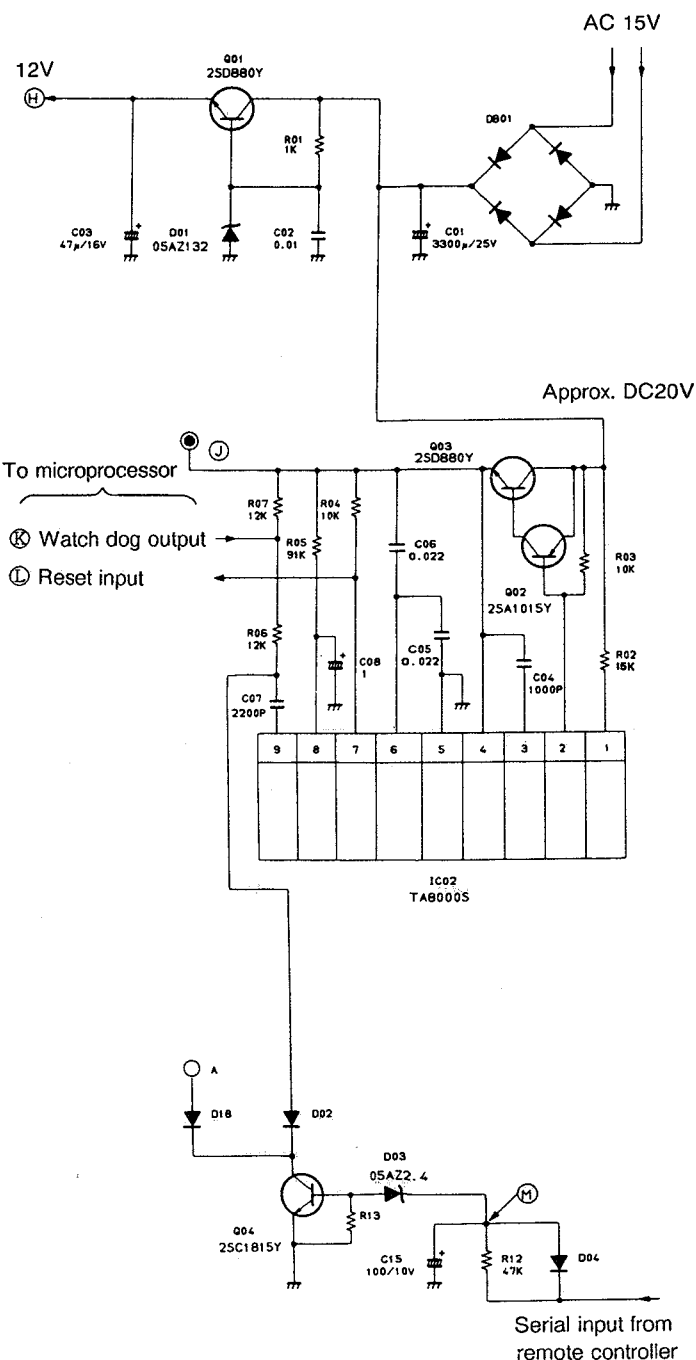 AC 15V
12V
H
Q01
2SD880Y
R01
1K
DB01
C03
47μ/16V
D01
05AZ132
C02
0.01
C01
3300μ/25V
Approx. DC20V
J
Q03
2SD880Y
To microprocessor
R07
12K
R04
10K
R05
91K
C06
0.022
K Watch dog output
L Reset input
R03
10K
Q02
2SA1015Y
R06
12K
C05
0.022
R02
15K
C08
1
C04
1000P
C07
2200P
9 8 7 6 5 4 3 2 1
IC02
TA8000S
A
D18
D02
D03
05AZ2.4
M
R13
Q04
2SC1815Y
C15
100/10V
R12
47K
D04
Serial input from
remote controller